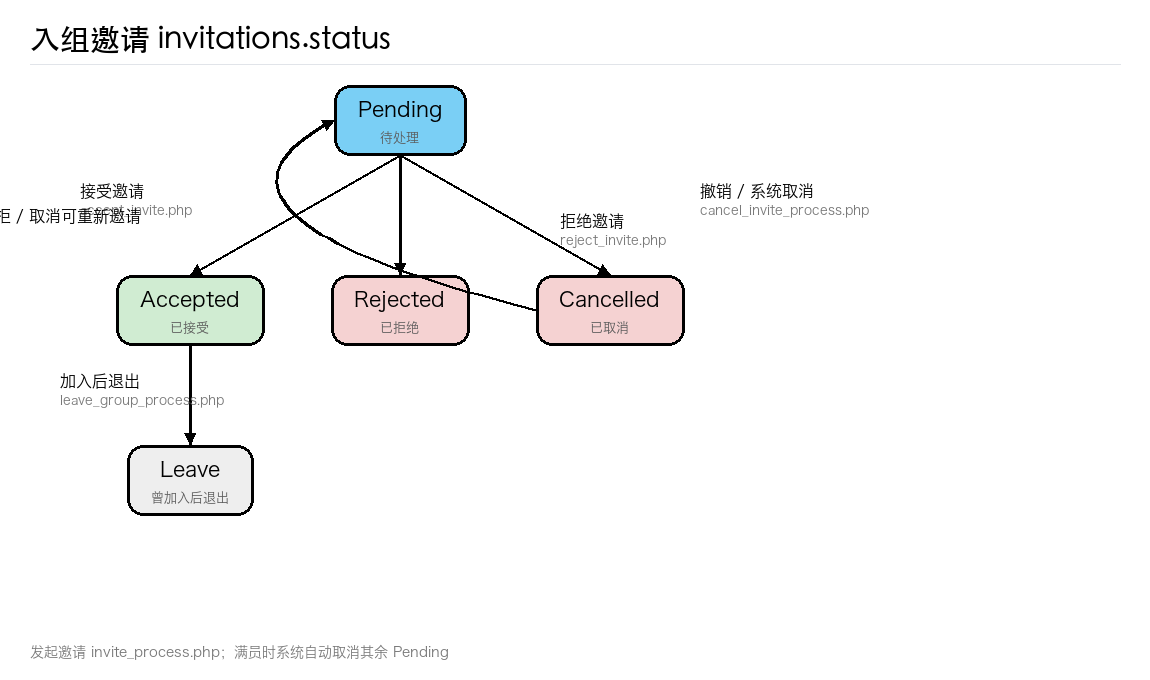 入组邀请 invitations.status
Pending
待处理
接受邀请
accept_invite.php
拒 / 取消可重新邀请
撤销 / 系统取消
cancel_invite_process.php
拒绝邀请
reject_invite.php
Accepted
已接受
Rejected
已拒绝
Cancelled
已取消
加入后退出
leave_group_process.php
Leave
曾加入后退出
发起邀请 invite_process.php；满员时系统自动取消其余 Pending